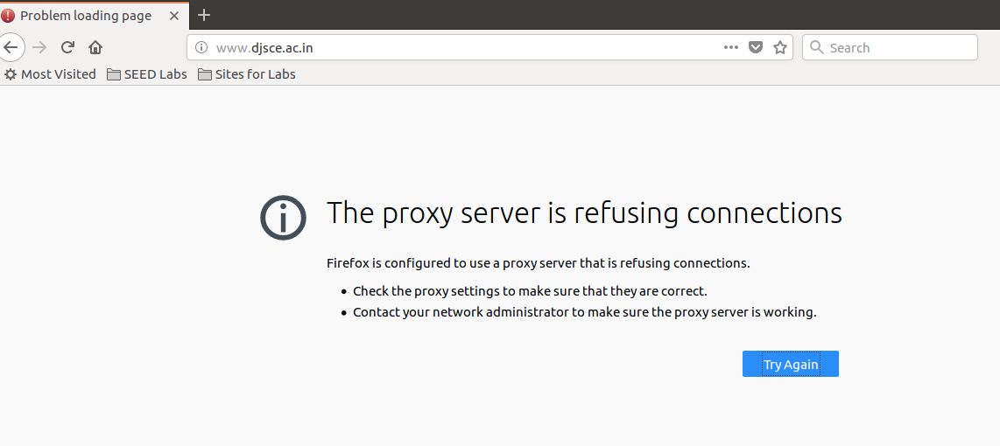 Problem loading page
www.djsce.ac.in
Search
Most Visited SEED Labs Sites for Labs
The proxy server is refusing connections
Firefox is configured to use a proxy server that is refusing connections.
Check the proxy settings to make sure that they are correct.
Contact your network administrator to make sure the proxy server is working.
Try Again